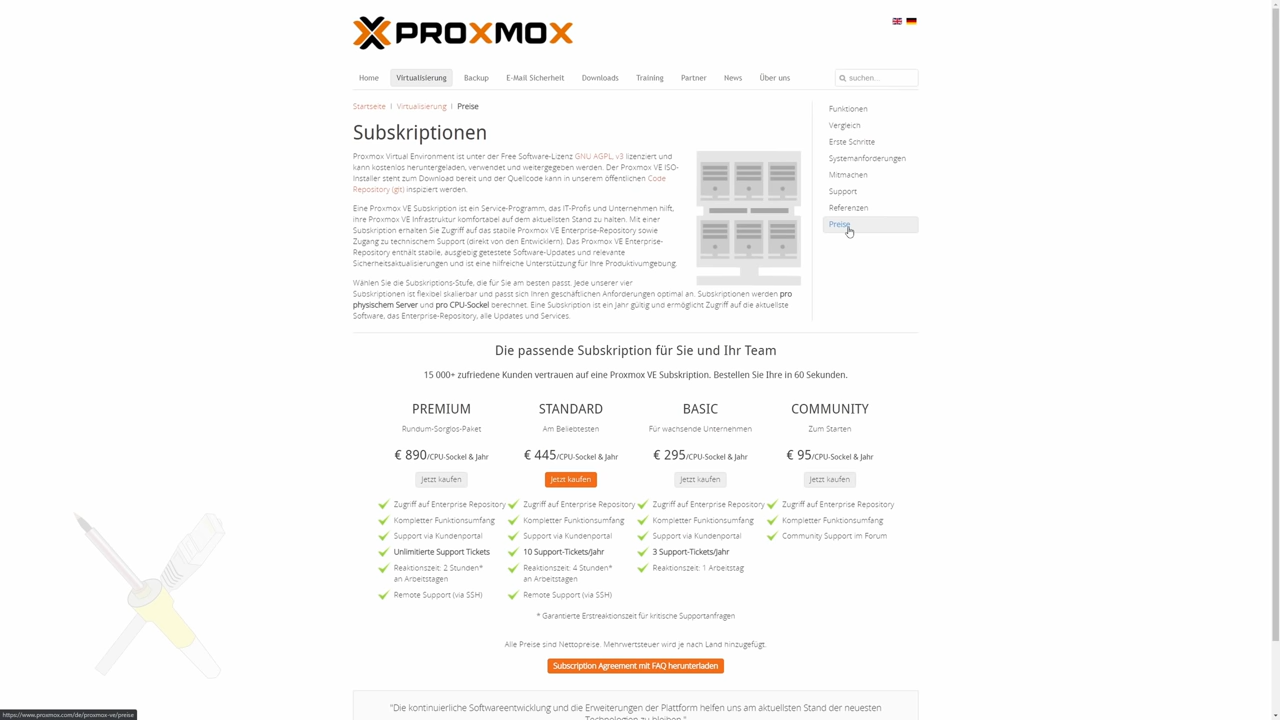 PROXMOX
Home Virtualisierung Backup E-Mail Sicherheit Downloads Training Partner News Über uns suchen...
Startseite | Virtualisierung | Preise
Subskriptionen
Proxmox Virtual Environment ist unter der Free Software-Lizenz GNU AGPL, v3 lizenziert und
kann kostenlos heruntergeladen, verwendet und weitergegeben werden. Der Proxmox VE ISO-
Installer steht zum Download bereit und der Quellcode kann in unserem öffentlichen Code
Repository (git) inspiziert werden.
Eine Proxmox VE Subskription ist ein Service-Programm, das IT-Profis und Unternehmen hilft,
ihre Proxmox VE Infrastruktur komfortabel auf dem aktuellsten Stand zu halten. Mit einer
Subskription erhalten Sie Zugriff auf das stabile Proxmox VE Enterprise-Repository sowie
Zugang zu technischem Support (direkt von den Entwicklern). Das Proxmox VE Enterprise-
Repository enthält stabile, ausgiebig getestete Software-Updates und relevante
Sicherheitsaktualisierungen und ist eine hilfreiche Unterstützung für Ihre Produktivumgebung.
Wählen Sie die Subskriptions-Stufe, die für Sie am besten passt. Jede unserer vier
Subskriptionen ist flexibel skalierbar und passt sich Ihren geschäftlichen Anforderungen optimal an. Subskriptionen werden pro
physischem Server und pro CPU-Sockel berechnet. Eine Subskription ist ein Jahr gültig und ermöglicht Zugriff auf die aktuellste
Software, das Enterprise-Repository, alle Updates und Services.
Funktionen
Vergleich
Erste Schritte
Systemanforderungen
Mitmachen
Support
Referenzen
Preise
Die passende Subskription für Sie und Ihr Team
15 000+ zufriedene Kunden vertrauen auf eine Proxmox VE Subskription. Bestellen Sie Ihre in 60 Sekunden.
PREMIUM
Rundum-Sorglos-Paket
€ 890/CPU-Sockel & Jahr
Jetzt kaufen
Zugriff auf Enterprise Repository
Kompletter Funktionsumfang
Support via Kundenportal
Unlimitierte Support Tickets
Reaktionszeit: 2 Stunden*
an Arbeitstagen
Remote Support (via SSH)
STANDARD
Am Beliebtesten
€ 445/CPU-Sockel & Jahr
Jetzt kaufen
Zugriff auf Enterprise Repository
Kompletter Funktionsumfang
Support via Kundenportal
10 Support-Tickets/Jahr
Reaktionszeit: 4 Stunden*
an Arbeitstagen
Remote Support (via SSH)
BASIC
Für wachsende Unternehmen
€ 295/CPU-Sockel & Jahr
Jetzt kaufen
Zugriff auf Enterprise Repository
Kompletter Funktionsumfang
Support via Kundenportal
3 Support-Tickets/Jahr
Reaktionszeit: 1 Arbeitstag
COMMUNITY
Zum Starten
€ 95/CPU-Sockel & Jahr
Jetzt kaufen
Zugriff auf Enterprise Repository
Kompletter Funktionsumfang
Community Support im Forum
* Garantierte Erstreaktionszeit für kritische Supportanfragen
Alle Preise sind Nettopreise. Mehrwertsteuer wird je nach Land hinzugefügt.
Subscription Agreement mit FAQ herunterladen
"Die kontinuierliche Softwareentwicklung und die Erweiterungen der Plattform helfen uns am aktuellsten Stand der neuesten
Technologien zu bleiben."
https://www.proxmox.com/de/proxmox-ve/preise